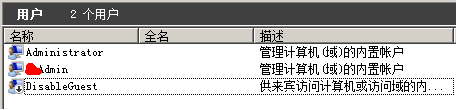 用户 2 个用户
名称 全名 描述
Administrator 管理计算机(域)的内置帐户
Admin 管理计算机(域)的内置帐户
DisableGuest 供来宾访问计算机或访问域的内...